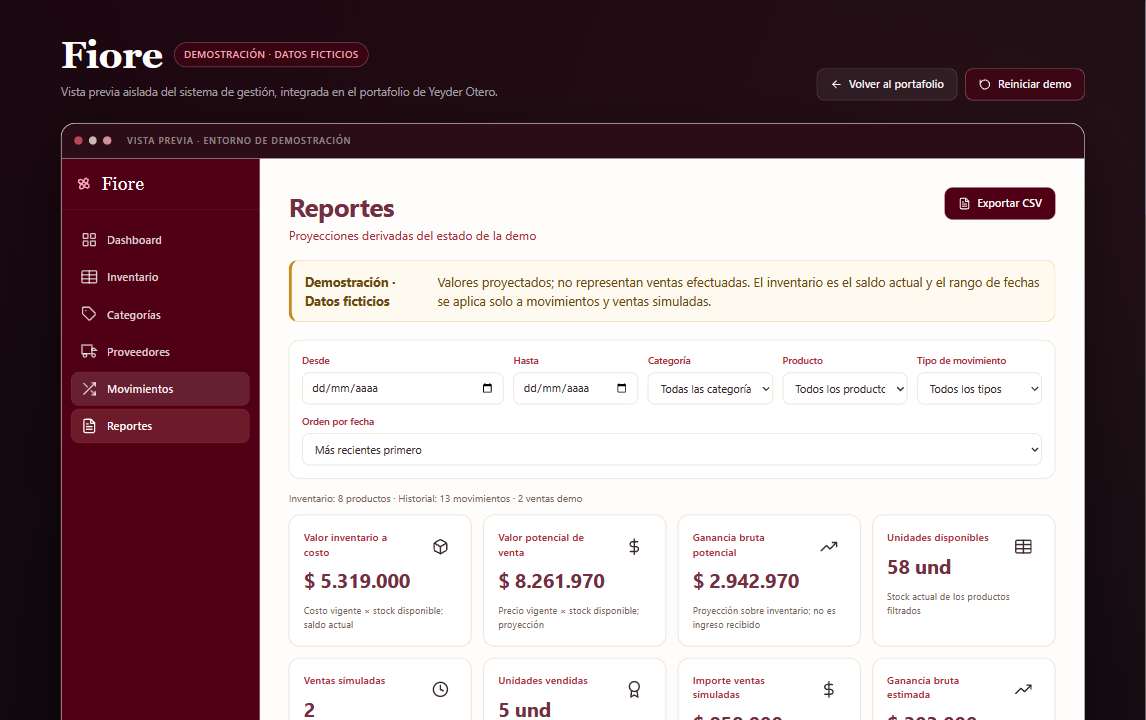 Fiore
DEMOSTRACIÓN · DATOS FICTICIOS
Vista previa aislada del sistema de gestión, integrada en el portafolio de Yeyder Otero.
Volver al portafolio
Reiniciar demo
VISTA PREVIA · ENTORNO DE DEMOSTRACIÓN
Fiore
Dashboard
Inventario
Categorías
Proveedores
Movimientos
Reportes
Reportes
Proyecciones derivadas del estado de la demo
Exportar CSV
Demostración ·
Datos ficticios
Valores proyectados; no representan ventas efectuadas. El inventario es el saldo actual y el rango de fechas
se aplica solo a movimientos y ventas simuladas.
Desde
dd/mm/aaaa
Hasta
dd/mm/aaaa
Categoría
Todas las categoría
Producto
Todos los product
Tipo de movimiento
Todos los tipos
Orden por fecha
Más recientes primero
Inventario: 8 productos · Historial: 13 movimientos · 2 ventas demo
Valor inventario a
costo
$ 5.319.000
Costo vigente × stock disponible;
saldo actual
Valor potencial de
venta
$ 8.261.970
Precio vigente × stock disponible;
proyección
Ganancia bruta
potencial
$ 2.942.970
Proyección sobre inventario; no es
ingreso recibido
Unidades disponibles
58 und
Stock actual de los productos
filtrados
Ventas simuladas
2
Unidades vendidas
5 und
Importe ventas
simuladas
Ganancia bruta
estimada